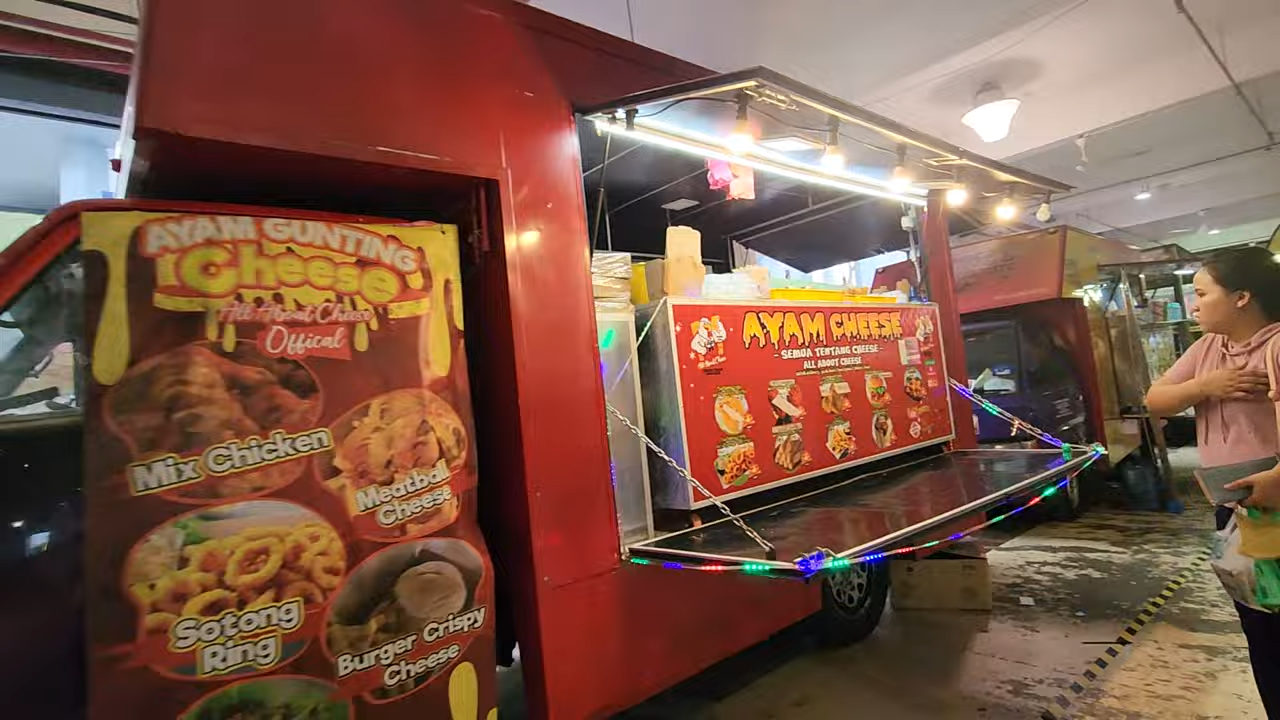 AYAM GUNTING
Cheese
All About Cheese
Offical
Mix Chicken
Meatball
Cheese
Sotong
Ring
Burger Crispy
Cheese
AYAM CHEESE
- SEMUA TENTANG CHEESE -
ALL ABOUT CHEESE